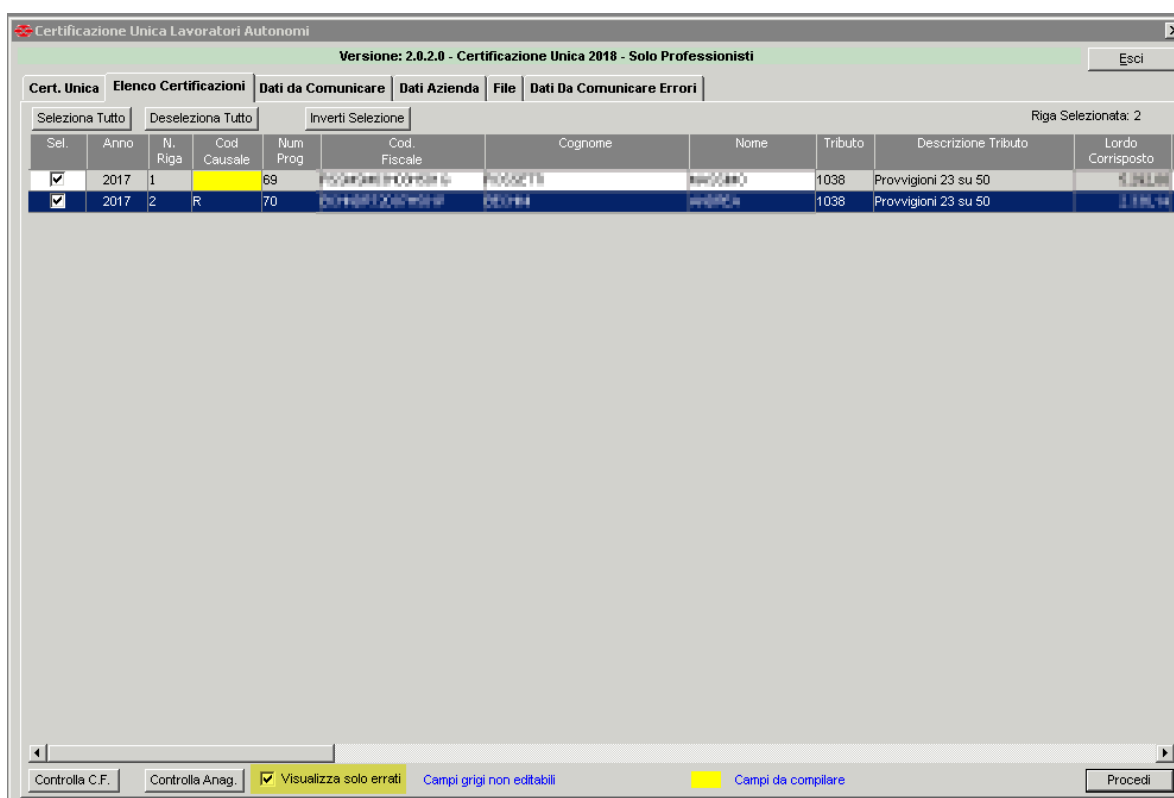 Certificazione Unica Lavoratori Autonomi
Versione: 2.0.2.0 - Certificazione Unica 2018 - Solo Professionisti
Esci
Cert. Unica Elenco Certificazioni Dati da Comunicare Dati Azienda File Dati Da Comunicare Errori
Seleziona Tutto Deseleziona Tutto Inverti Selezione Riga Selezionata: 2
Sel. Anno N. Riga Cod Causale Num Prog Cod. Fiscale Cognome Nome Tributo Descrizione Tributo Lordo Corrisposto
2017 1 69 1038 Provvigioni 23 su 50
2017 2 R 70 1038 Provvigioni 23 su 50
Controlla C.F. Controlla Anag. Visualizza solo errati Campi grigi non editabili Campi da compilare Procedi